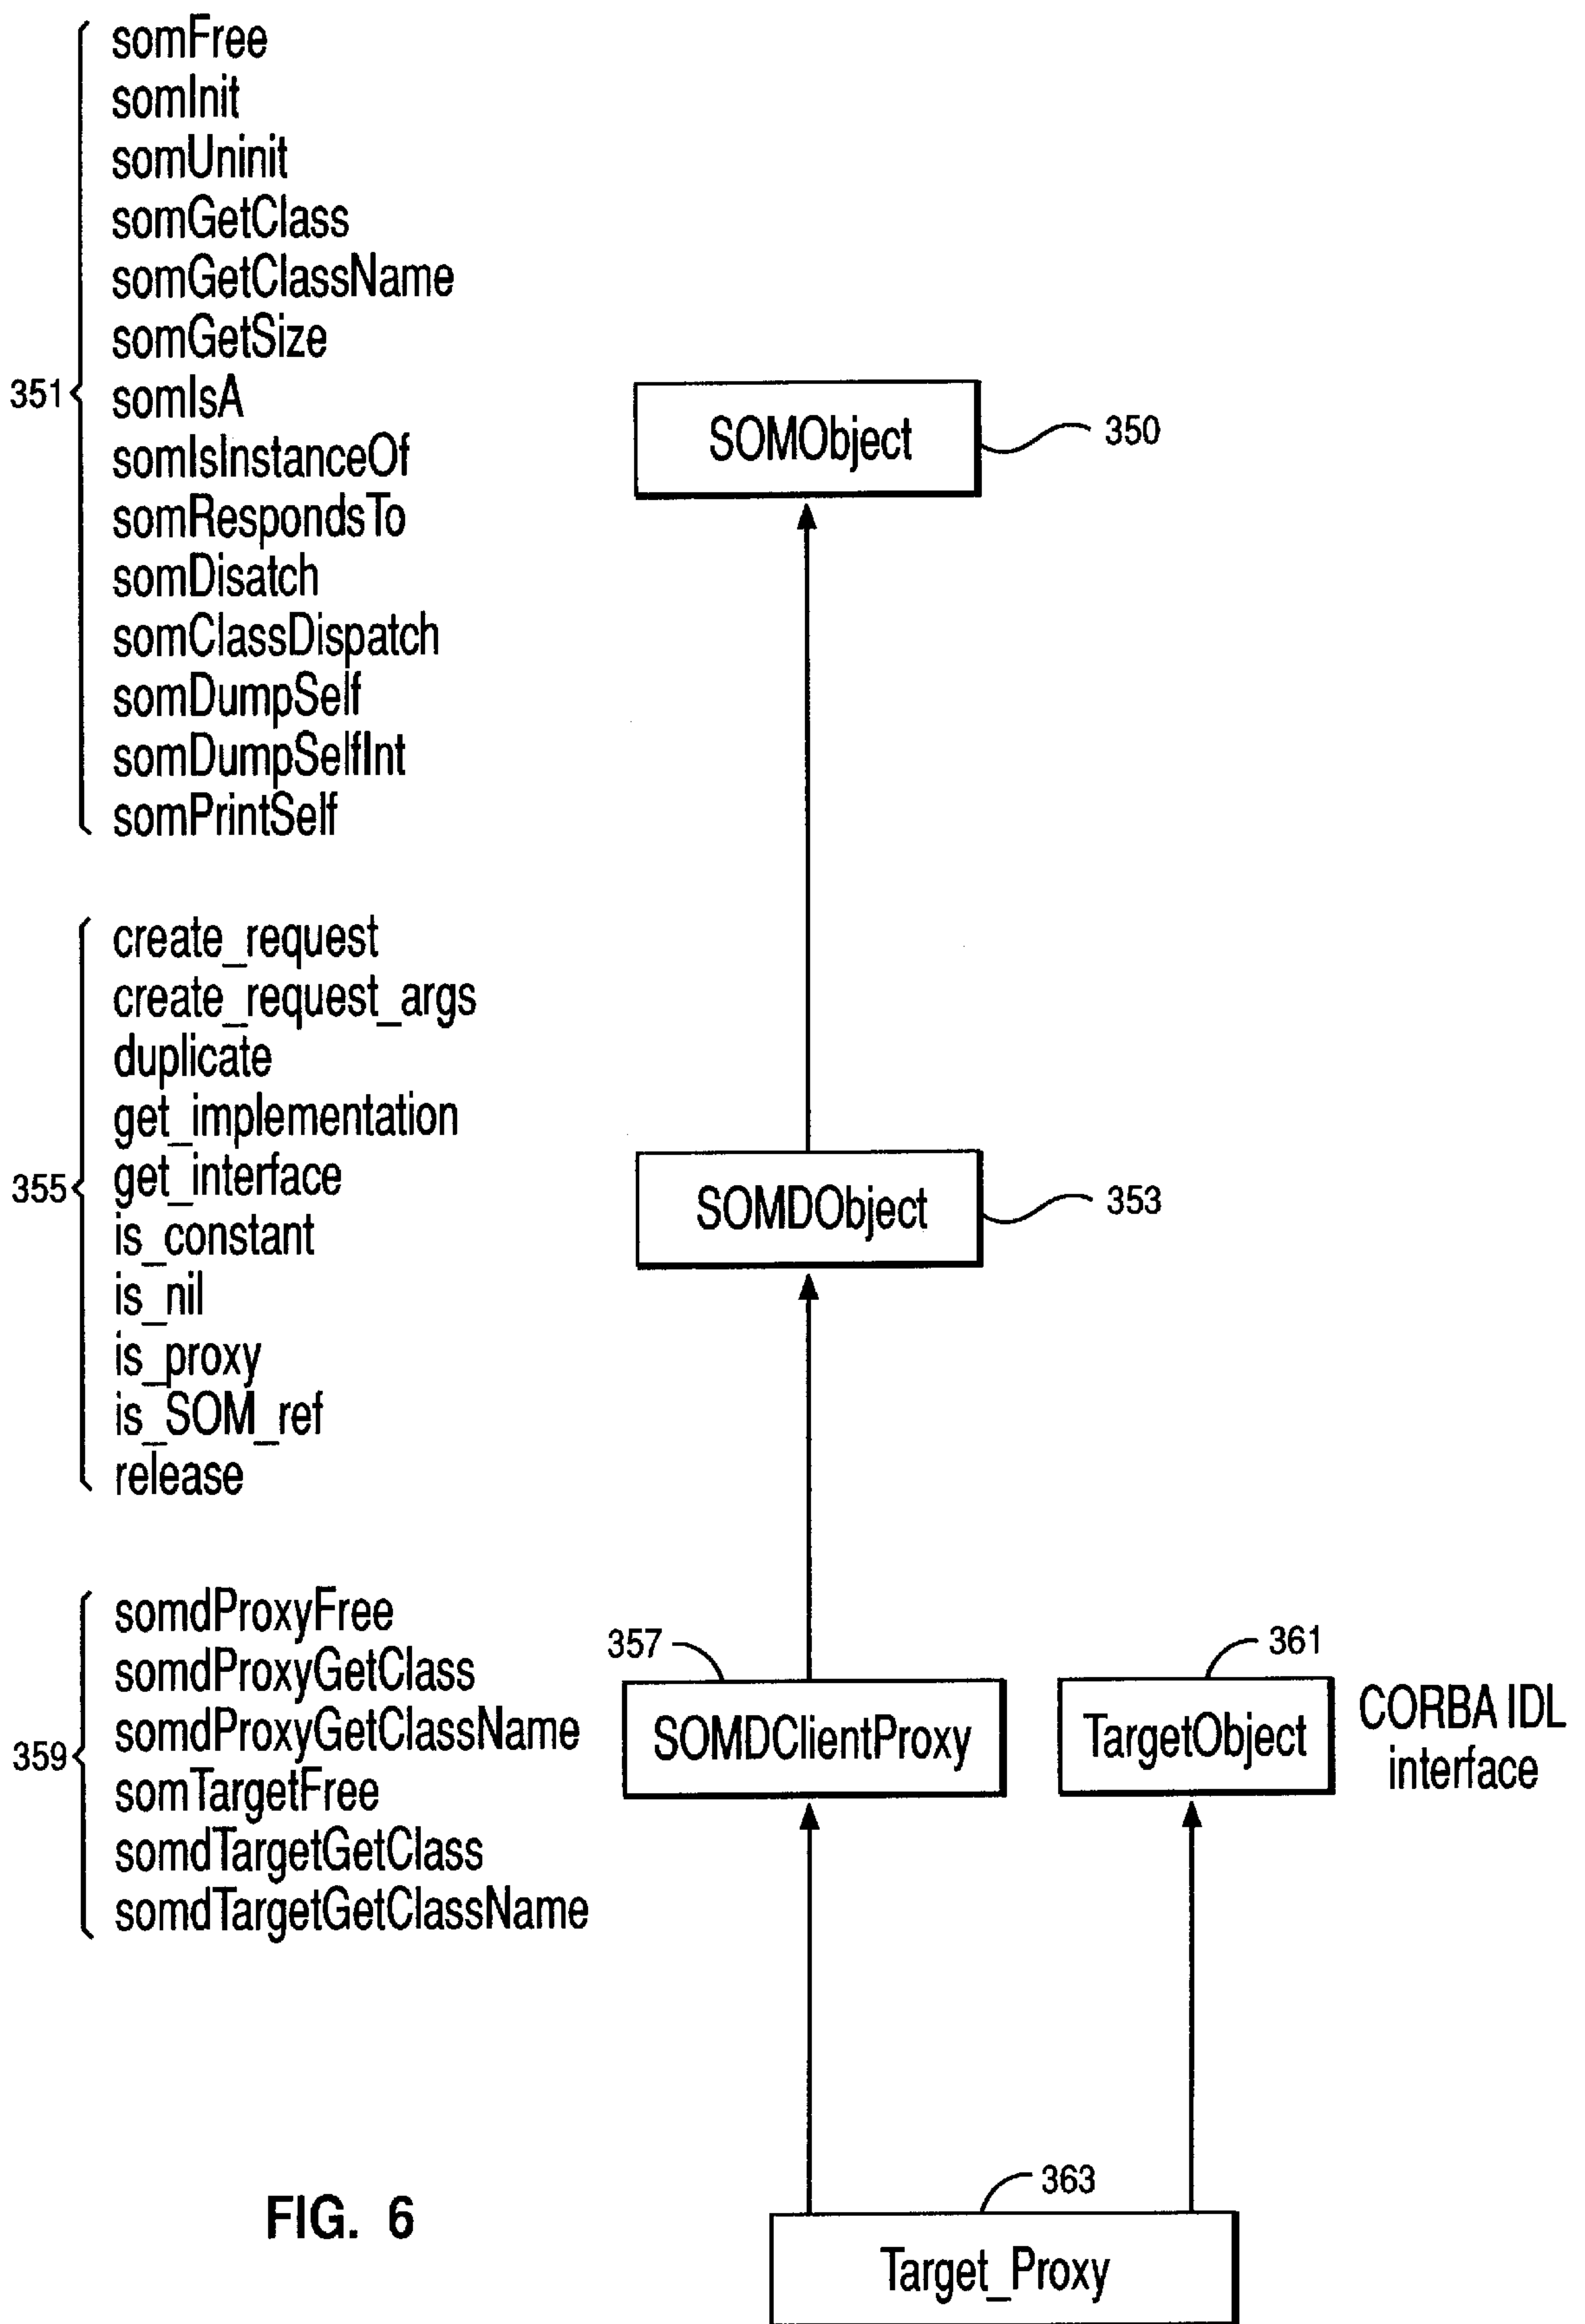 somFree
somInit
somUninit
somGetClass
somGetClassName
somGetSize
351
somIsA
somIsInstanceOf
somRespondsTo
somDisatch
somClassDispatch
somDumpSelf
somDumpSelfInt
somPrintSelf
SOMObject
350
create_request
create_request_args
duplicate
get_implementation
355
get_interface
is_constant
is_nil
is_proxy
is_SOM_ref
release
SOMDObject
353
somdProxyFree
somdProxyGetClass
somdProxyGetClassName
359
somTargetFree
somdTargetGetClass
somdTargetGetClassName
357
SOMDClientProxy
361
TargetObject
CORBA IDL
interface
363
Target_Proxy
FIG. 6